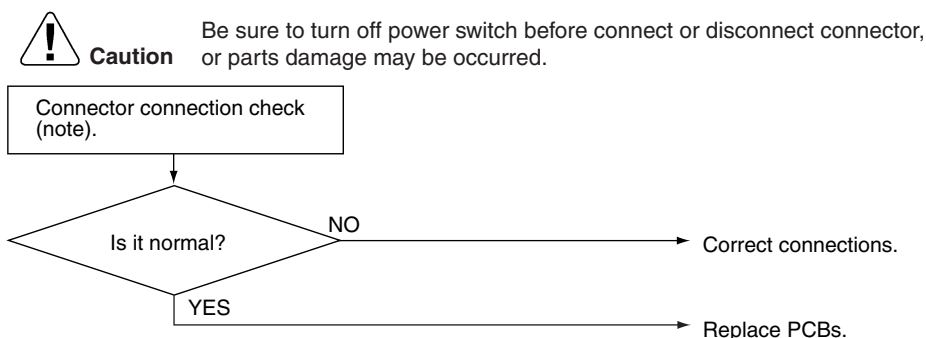 Be sure to turn off power switch before connect or disconnect connector,
Caution or parts damage may be occurred.
Connector connection check
(note).
NO
Is it normal?
Correct connections.
YES
Replace PCBs.